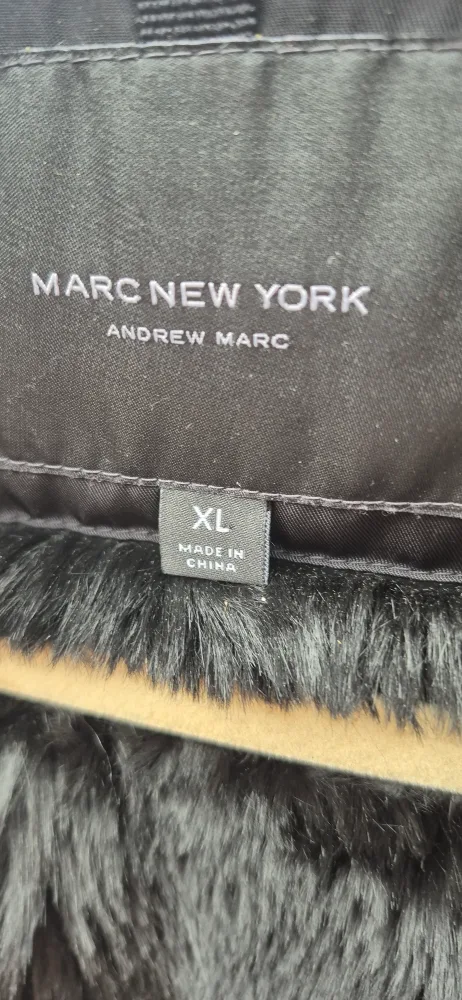 MARC NEW YORK
ANDREW MARC
XL
MADE IN
CHINA